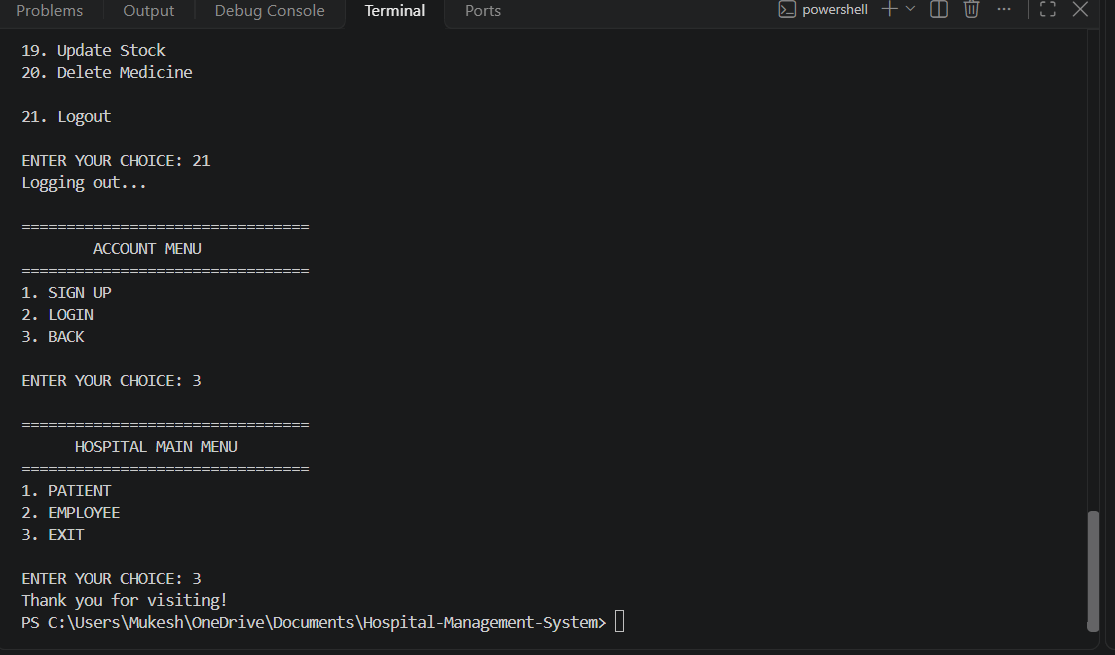 Problems Output Debug Console Terminal Ports powershell
19. Update Stock
20. Delete Medicine
21. Logout
ENTER YOUR CHOICE: 21
Logging out...
================================
ACCOUNT MENU
================================
1. SIGN UP
2. LOGIN
3. BACK
ENTER YOUR CHOICE: 3
================================
HOSPITAL MAIN MENU
================================
1. PATIENT
2. EMPLOYEE
3. EXIT
ENTER YOUR CHOICE: 3
Thank you for visiting!
PS C:\Users\Mukesh\OneDrive\Documents\Hospital-Management-System>